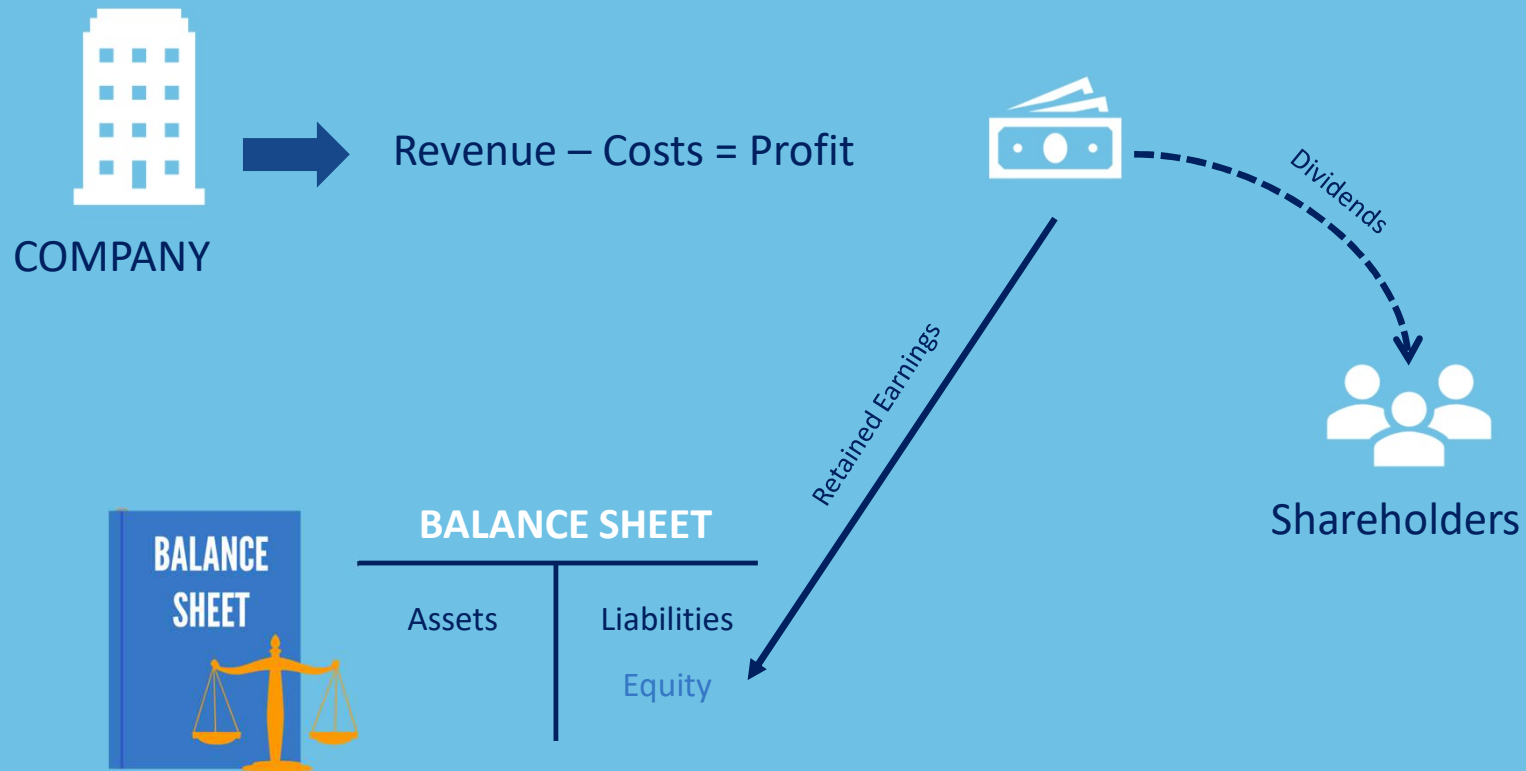 Revenue – Costs = Profit
Dividends
COMPANY
Retained Earnings
Shareholders
BALANCE
SHEET
BALANCE SHEET
Assets
Liabilities
Equity